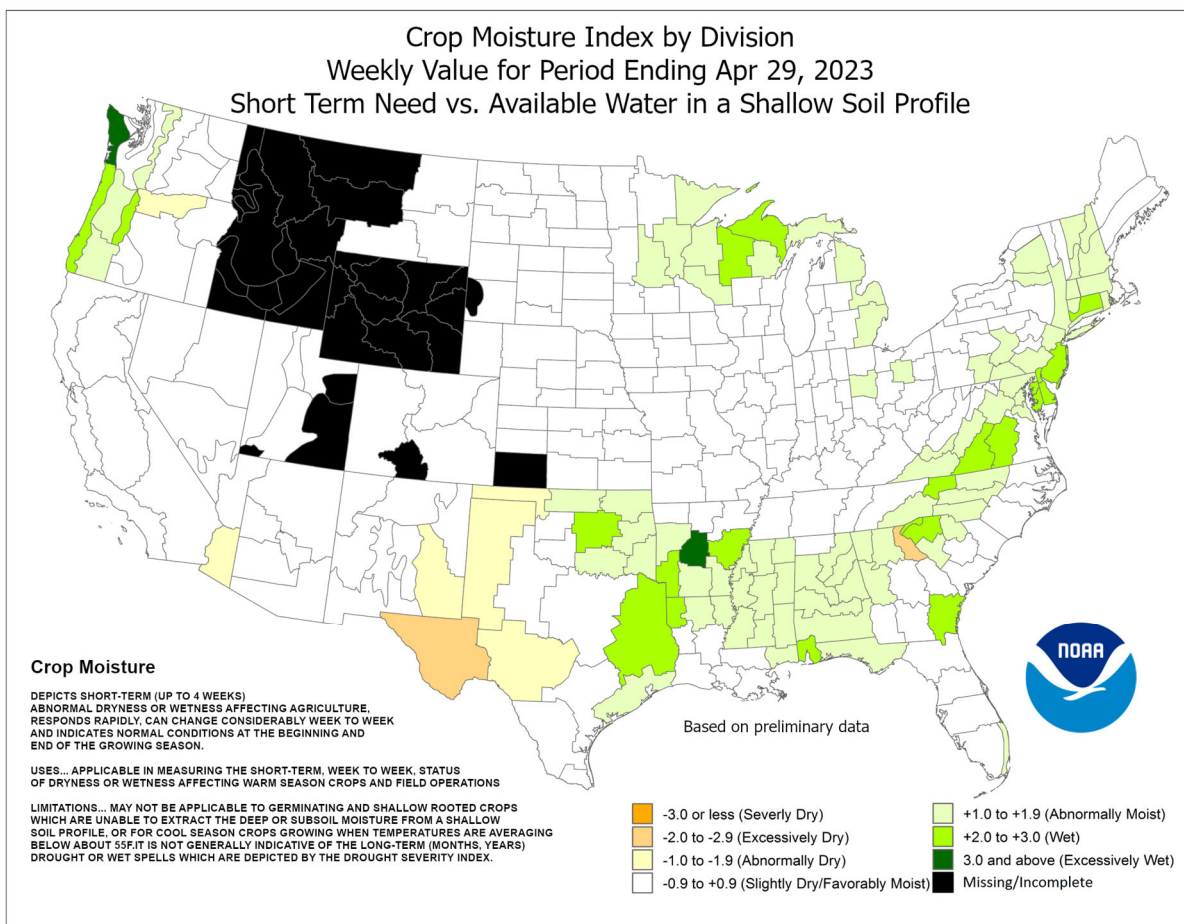 Crop Moisture Index by Division
Weekly Value for Period Ending Apr 29, 2023
Short Term Need vs. Available Water in a Shallow Soil Profile
NOAA
Crop Moisture
DEPICTS SHORT-TERM (UP TO 4 WEEKS)
ABNORMAL DRYNESS OR WETNESS AFFECTING AGRICULTURE,
RESPONDS RAPIDLY, CAN CHANGE CONSIDERABLY WEEK TO WEEK
AND INDICATES NORMAL CONDITIONS AT THE BEGINNING AND
END OF THE GROWING SEASON.
USES... APPLICABLE IN MEASURING THE SHORT-TERM, WEEK TO WEEK, STATUS
OF DRYNESS OR WETNESS AFFECTING WARM SEASON CROPS AND FIELD OPERATIONS
LIMITATIONS... MAY NOT BE APPLICABLE TO GERMINATING AND SHALLOW ROOTED CROPS
WHICH ARE UNABLE TO EXTRACT THE DEEP OR SUBSOIL MOISTURE FROM A SHALLOW
SOIL PROFILE, OR FOR COOL SEASON CROPS GROWING WHEN TEMPERATURES ARE AVERAGING
BELOW ABOUT 55F.IT IS NOT GENERALLY INDICATIVE OF THE LONG-TERM (MONTHS, YEARS)
DROUGHT OR WET SPELLS WHICH ARE DEPICTED BY THE DROUGHT SEVERITY INDEX.
Based on preliminary data
-3.0 or less (Severly Dry)
-2.0 to -2.9 (Excessively Dry)
-1.0 to -1.9 (Abnormally Dry)
-0.9 to +0.9 (Slightly Dry/Favorably Moist)
+1.0 to +1.9 (Abnormally Moist)
+2.0 to +3.0 (Wet)
3.0 and above (Excessively Wet)
Missing/Incomplete